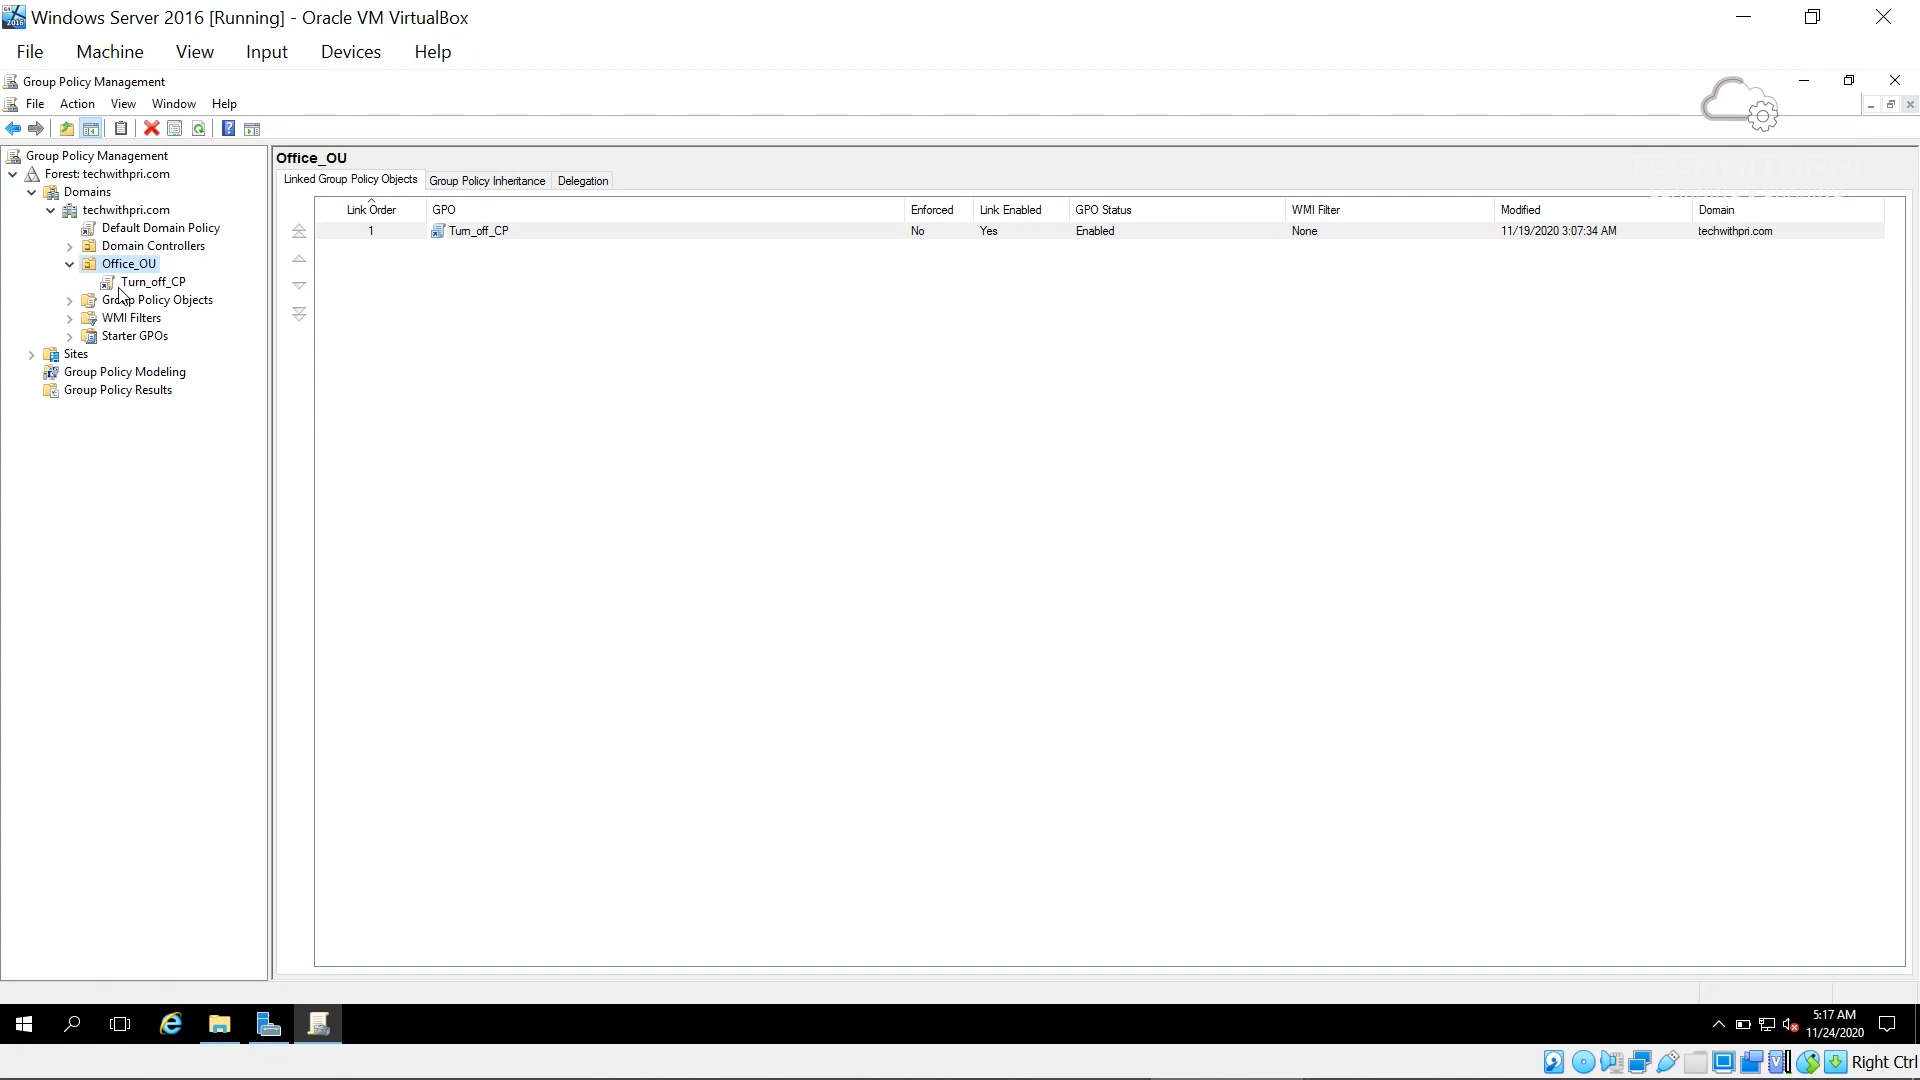 Windows Server 2016 [Running] - Oracle VM VirtualBox
File Machine View Input Devices Help
Group Policy Management
File Action View Window Help
Group Policy Management
Forest: techwithpri.com
Domains
techwithpri.com
Default Domain Policy
Domain Controllers
Office_OU
Turn_off_CP
Group Policy Objects
WMI Filters
Starter GPOs
Sites
Group Policy Modeling
Group Policy Results
Office_OU
Linked Group Policy Objects Group Policy Inheritance Delegation
Link Order GPO Enforced Link Enabled GPO Status WMI Filter Modified Domain
1 Turn_off_CP No Yes Enabled None 11/19/2020 3:07:34 AM techwithpri.com
5:17 AM
11/24/2020
Right Ctrl